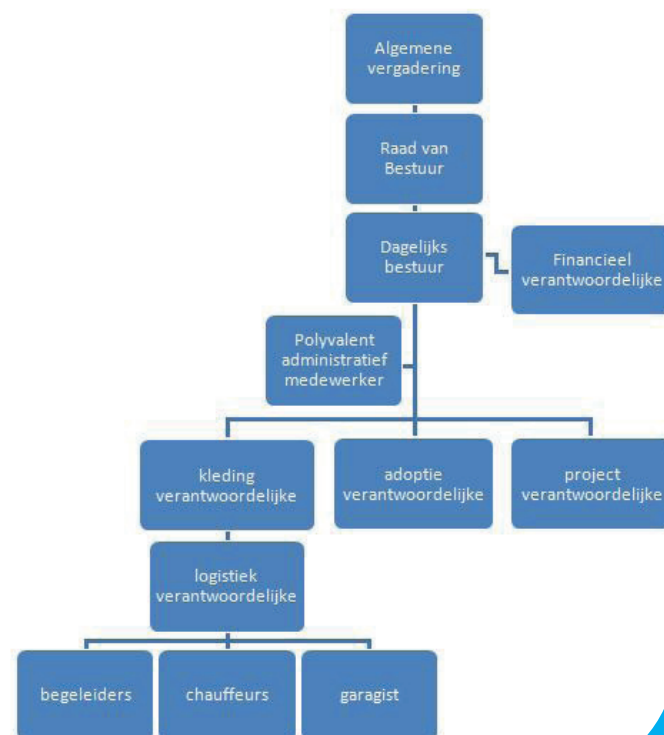 Algemene
vergadering
Raad van
Bestuur
Dagelijks
bestuur
Financieel
verantwoordelijke
Polyvalent
administratief
medewerker
kleding
verantwoordelijke
adoptie
verantwoordelijke
project
verantwoordelijke
logistiek
verantwoordelijke
begeleiders
chauffeurs
garagist